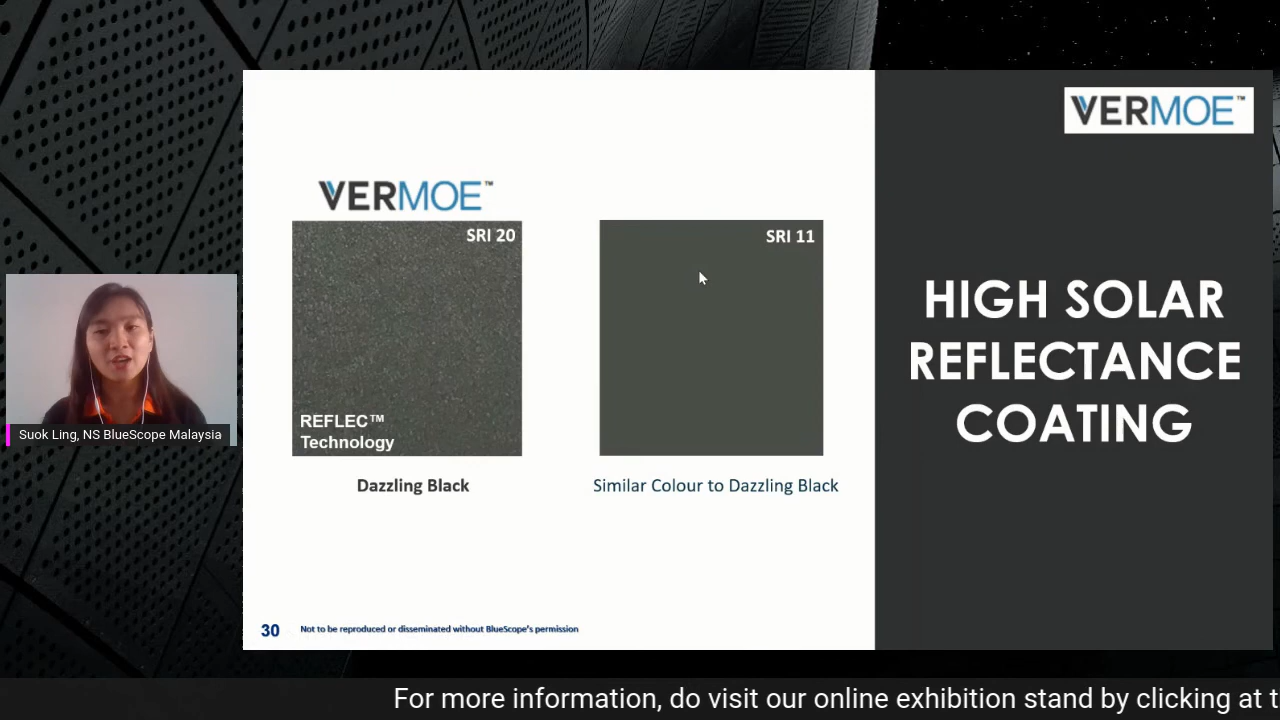 VERMOE™
VERMOE™
SRI 20
REFLEC™
Technology
Dazzling Black
SRI 11
Similar Colour to Dazzling Black
HIGH SOLAR
REFLECTANCE
COATING
Suok Ling, NS BlueScope Malaysia
30
Not to be reproduced or disseminated without BlueScope's permission
For more information, do visit our online exhibition stand by clicking at t